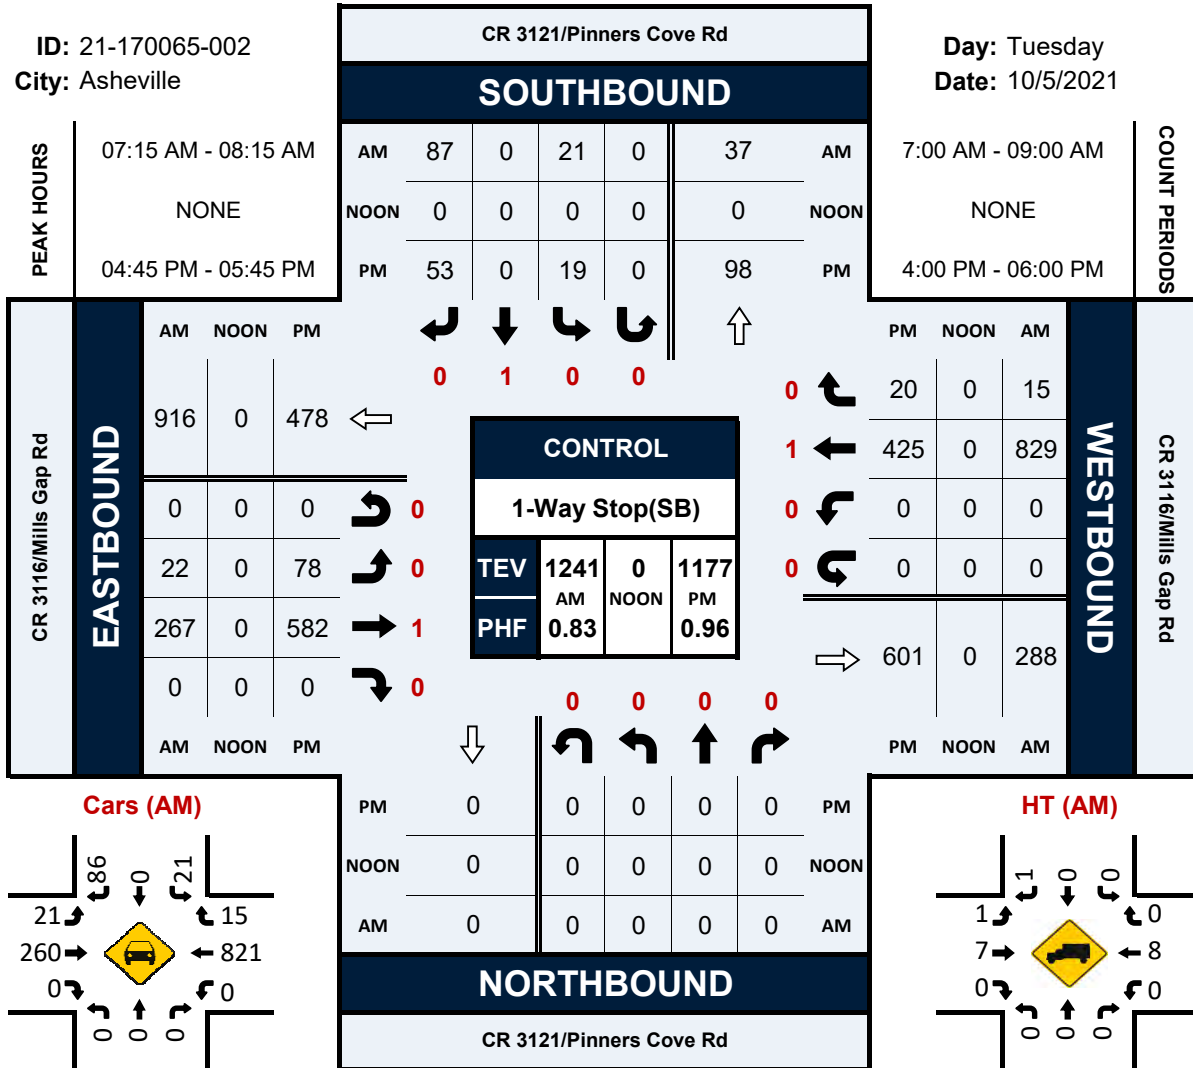 CR 3121/Pinners Cove Rd
ID: 21-170065-002
City: Asheville
Day: Tuesday
Date: 10/5/2021
SOUTHBOUND
PEAK HOURS
07:15 AM - 08:15 AM
NONE
04:45 PM - 05:45 PM
AM 87 0 21 0 37 AM
NOON 0 0 0 0 0 NOON
PM 53 0 19 0 98 PM
7:00 AM - 09:00 AM
NONE
4:00 PM - 06:00 PM
COUNT PERIODS
0 1 0 0
CR 3116/Mills Gap Rd
EASTBOUND
AM NOON PM
916 0 478
0 0 0 0
22 0 78 0
267 0 582 1
0 0 0 0
AM NOON PM
CONTROL
1-Way Stop(SB)
TEV 1241 0 1177
AM NOON PM
PHF 0.83 0.96
PM NOON AM
0 20 0 15
1 425 0 829
0 0 0 0
0 0 0 0
601 0 288
PM NOON AM
WESTBOUND
CR 3116/Mills Gap Rd
0 0 0 0
PM 0 0 0 0 0 PM
NOON 0 0 0 0 0 NOON
AM 0 0 0 0 0 AM
NORTHBOUND
CR 3121/Pinners Cove Rd
Cars (AM)
86 0 21
21 15
260 821
0 0
0 0 0
HT (AM)
1 0 0
1 0
7 8
0 0
0 0 0